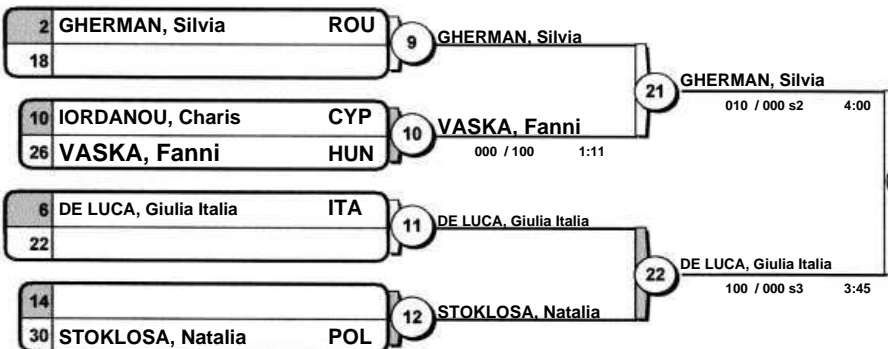 2 GHERMAN, Silvia ROU
18
9 GHERMAN, Silvia
10 IORDANOU, Charis CYP
26 VASKA, Fanni HUN
10 VASKA, Fanni
000 / 100 1:11
21 GHERMAN, Silvia
010 / 000 s2 4:00
6 DE LUCA, Giulia Italia ITA
22
11 DE LUCA, Giulia Italia
14
30 STOKLOSA, Natalia POL
12 STOKLOSA, Natalia
22 DE LUCA, Giulia Italia
100 / 000 s3 3:45